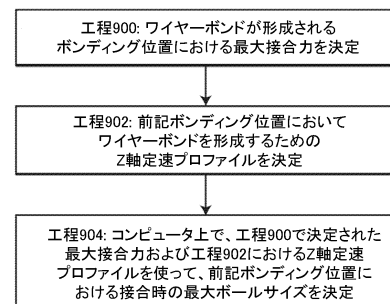 工程900: ワイヤーボンドが形成される
ボンディング位置における最大接合力を決定
工程902: 前記ボンディング位置において
ワイヤーボンドを形成するための
Z軸定速プロファイルを決定
工程904: コンピュータ上で、工程900で決定された
最大接合力および工程902におけるZ軸定速
プロファイルを使って、前記ボンディング位置に
おける接合時の最大ボールサイズを決定